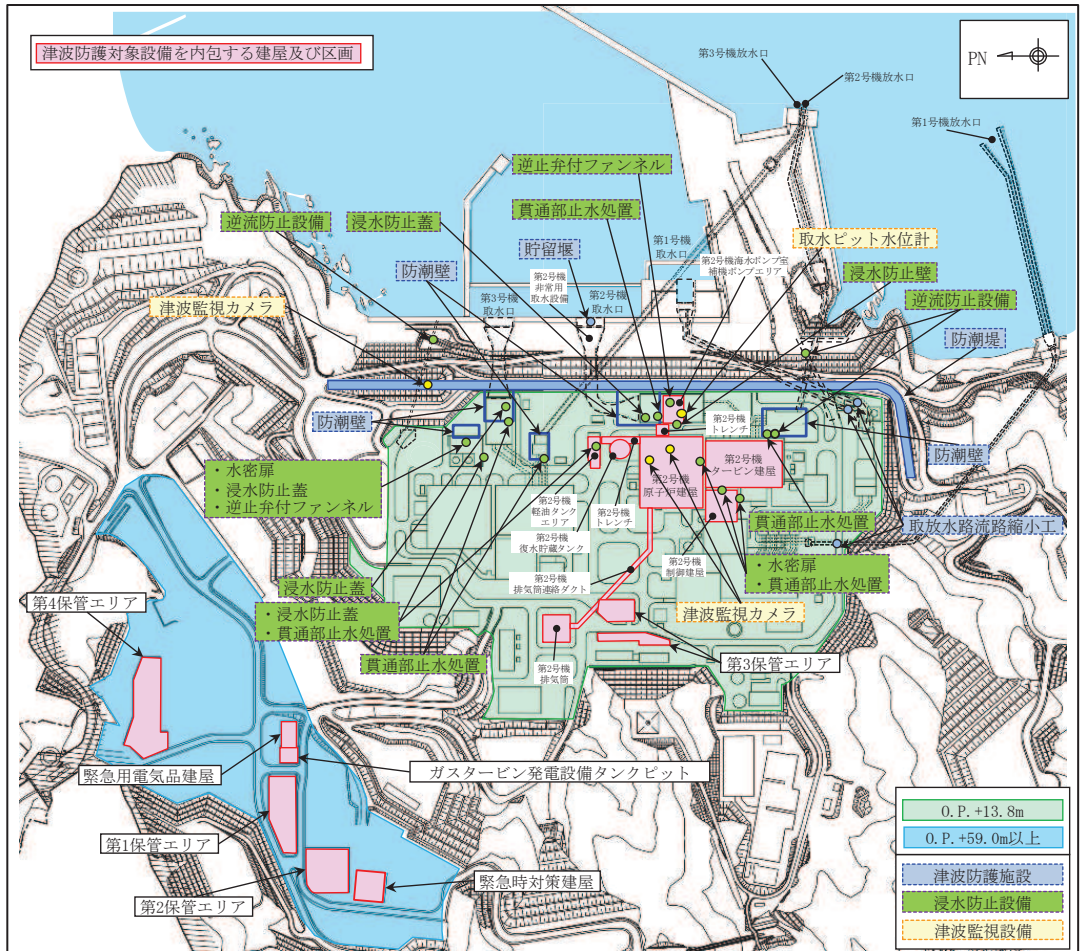 津波防護対象設備を内包する建屋及び区画
PN
第3号機放水口
第2号機放水口
第1号機放水口
逆止弁付ファンネル
貫通部止水処置
逆流防止設備
浸水防止蓋
貯留堰
第1号機
取水口
第2号機海水ポンプ室
補機ポンプエリア
取水ピット水位計
防潮壁
第2号機
非常用
取水設備
浸水防止壁
津波監視カメラ
第3号機
取水口
第2号機
取水口
逆流防止設備
防潮堤
防潮壁
第2号機
トレンチ
防潮壁
・水密扉
・浸水防止蓋
・逆止弁付ファンネル
第2号機
タービン建屋
第2号機
原子炉建屋
第2号機
軽油タンク
エリア
第2号機
トレンチ
貫通部止水処置
取放水路流路縮小工
第2号機
復水貯蔵タンク
第2号機
制御建屋
・水密扉
・貫通部止水処置
浸水防止蓋
第2号機
排気筒連絡ダクト
第4保管エリア
・浸水防止蓋
・貫通部止水処置
津波監視カメラ
貫通部止水処置
第2号機
排気筒
第3保管エリア
緊急用電気品建屋
ガスタービン発電設備タンクピット
第1保管エリア
緊急時対策建屋
第2保管エリア
O.P.+13.8m
O.P.+59.0m以上
津波防護施設
浸水防止設備
津波監視設備